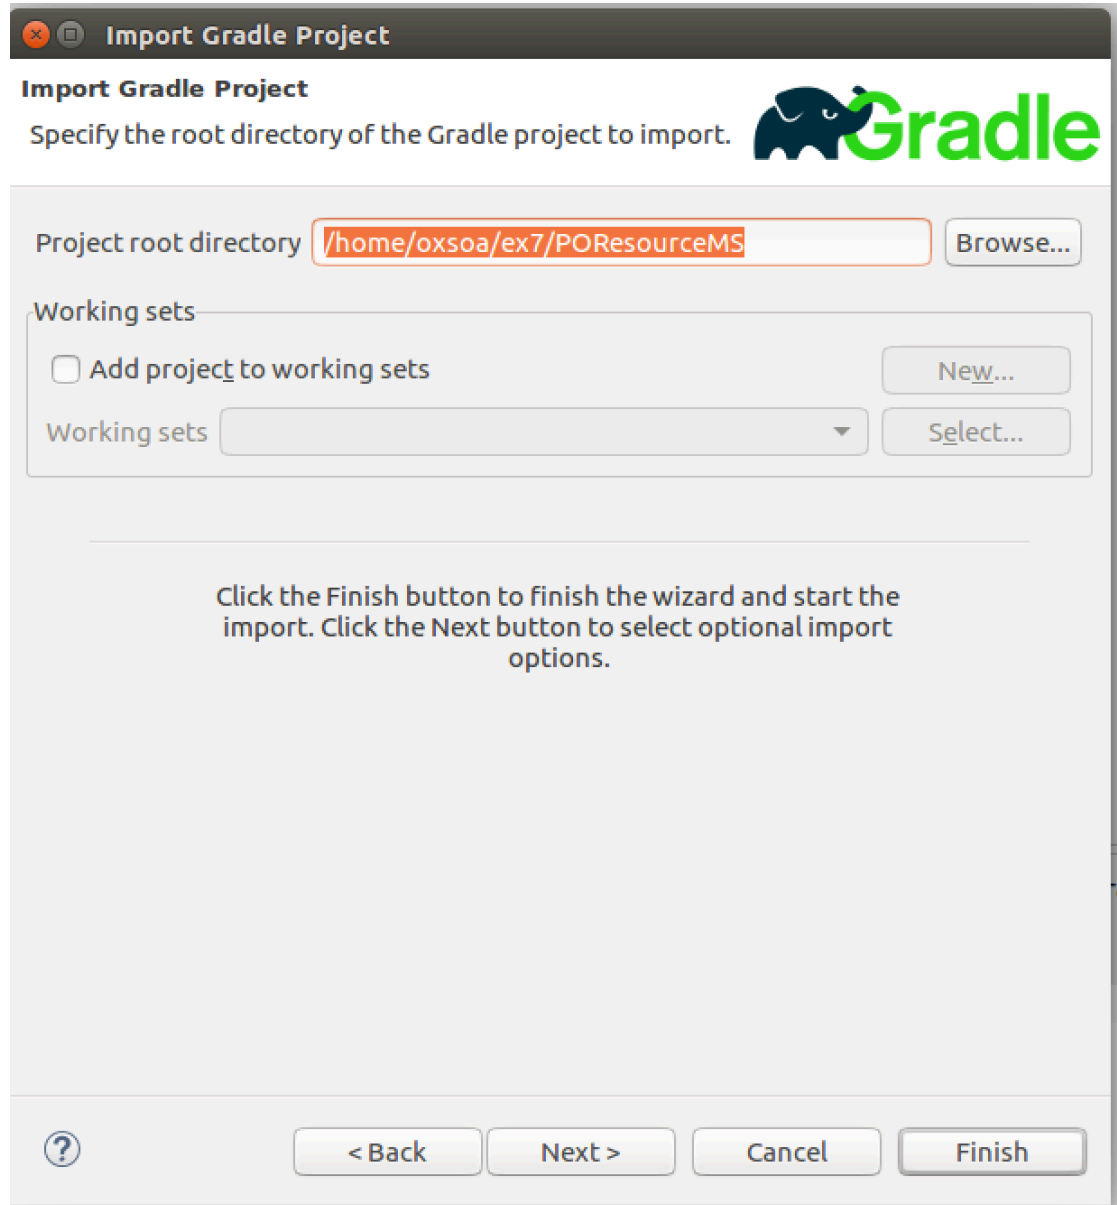 Import Gradle Project
Import Gradle Project
Specify the root directory of the Gradle project to import.
Gradle
Project root directory /home/oxsoa/ex7/POResourceMS Browse...
Working sets
Add project to working sets New...
Working sets Select...
Click the Finish button to finish the wizard and start the
import. Click the Next button to select optional import
options.
? < Back Next > Cancel Finish